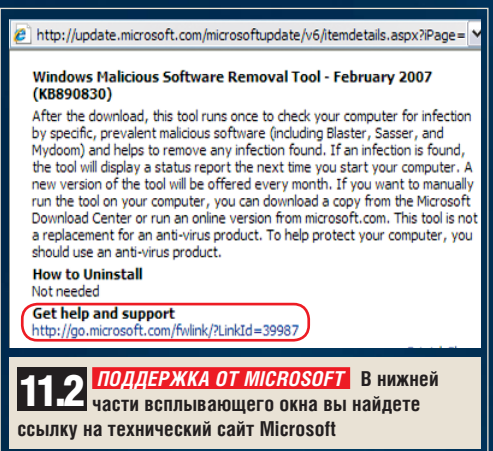 http://update.microsoft.com/microsoftupdate/v6/itemdetails.aspx?iPage=
Windows Malicious Software Removal Tool - February 2007
(KB890830)
After the download, this tool runs once to check your computer for infection
by specific, prevalent malicious software (including Blaster, Sasser, and
Mydoom) and helps to remove any infection found. If an infection is found,
the tool will display a status report the next time you start your computer. A
new version of the tool will be offered every month. If you want to manually
run the tool on your computer, you can download a copy from the Microsoft
Download Center or run an online version from microsoft.com. This tool is not
a replacement for an anti-virus product. To help protect your computer, you
should use an anti-virus product.
How to Uninstall
Not needed
Get help and support
http://go.microsoft.com/fwlink/?LinkId=39987
11.2 ПОДДЕРЖКА ОТ MICROSOFT В нижней
части всплывающего окна вы найдете
ссылку на технический сайт Microsoft